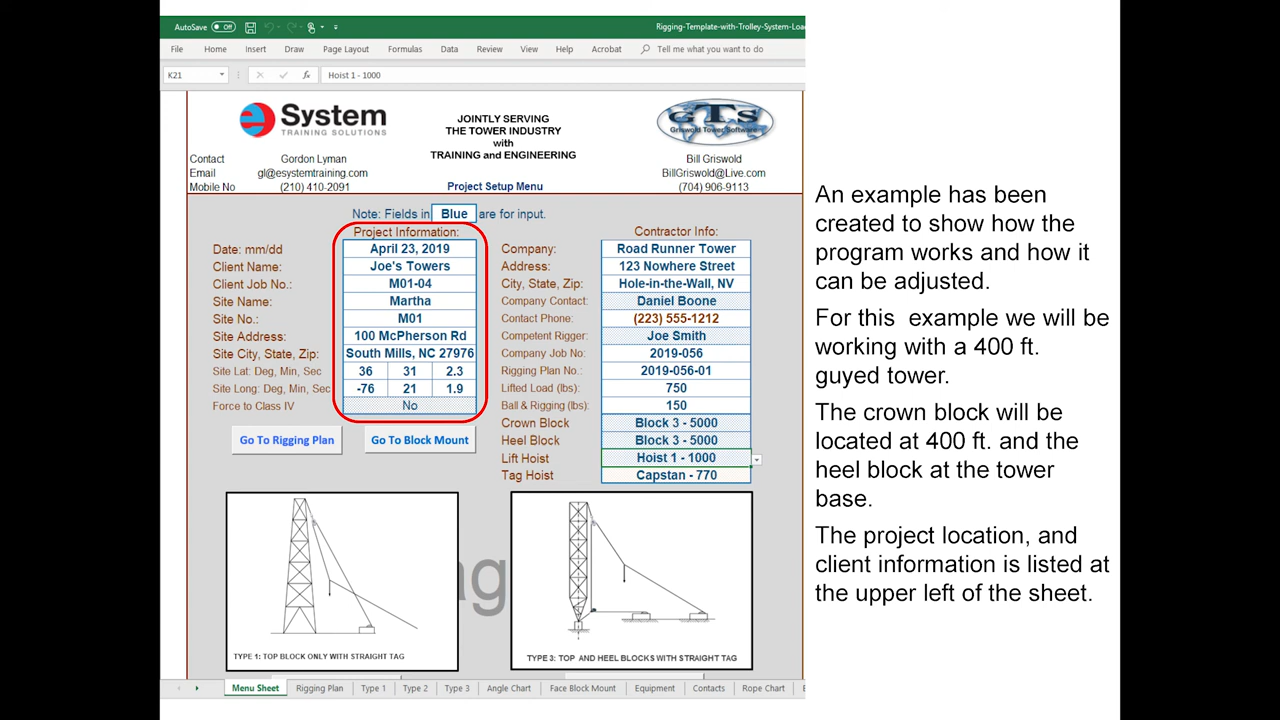 AutoSave Off
Rigging-Template-with-Trolley-System-Loa
File Home Insert Draw Page Layout Formulas Data Review View Help Acrobat Tell me what you want to do
K21 fx Hoist 1 - 1000
System
TRAINING SOLUTIONS
JOINTLY SERVING
THE TOWER INDUSTRY
with
TRAINING and ENGINEERING
GTS
Griswold Tower Software
Contact Gordon Lyman Bill Griswold
Email gl@esystemtraining.com BillGriswold@Live.com
Mobile No (210) 410-2091 Project Setup Menu (704) 906-9113
Note: Fields in Blue are for input.
Project Information: Contractor Info:
Date: mm/dd April 23, 2019 Company: Road Runner Tower
Client Name: Joe's Towers Address: 123 Nowhere Street
Client Job No.: M01-04 City, State, Zip: Hole-in-the-Wall, NV
Site Name: Martha Company Contact: Daniel Boone
Site No.: M01 Contact Phone: (223) 555-1212
Site Address: 100 McPherson Rd Competent Rigger: Joe Smith
Site City, State, Zip: South Mills, NC 27976 Company Job No: 2019-056
Site Lat: Deg, Min, Sec 36 31 2.3 Rigging Plan No.: 2019-056-01
Site Long: Deg, Min, Sec -76 21 1.9 Lifted Load (lbs): 750
Force to Class IV No Ball & Rigging (lbs): 150
Crown Block Block 3 - 5000
Go To Rigging Plan Go To Block Mount Heel Block Block 3 - 5000
Lift Hoist Hoist 1 - 1000
Tag Hoist Capstan - 770
ag
TYPE 1: TOP BLOCK ONLY WITH STRAIGHT TAG
TYPE 3: TOP AND HEEL BLOCKS WITH STRAIGHT TAG
Menu Sheet Rigging Plan Type 1 Type 2 Type 3 Angle Chart Face Block Mount Equipment Contacts Rope Chart
An example has been
created to show how the
program works and how it
can be adjusted.
For this example we will be
working with a 400 ft.
guyed tower.
The crown block will be
located at 400 ft. and the
heel block at the tower
base.
The project location, and
client information is listed at
the upper left of the sheet.